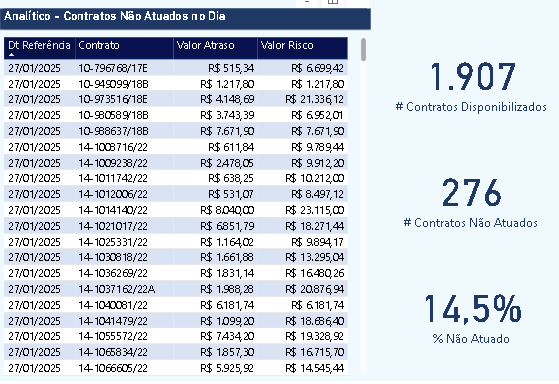 Analítico - Contratos Não Atuados no Dia
Dt Referência Contrato Valor Atraso Valor Risco
27/01/2025 10-796768/17E R$ 515,34 R$ 6.699,42
27/01/2025 10-949099/18B R$ 1.217,80 R$ 1.217,80
27/01/2025 10-973516/18E R$ 4.148,69 R$ 21.336,12
27/01/2025 10-980589/18B R$ 3.743,39 R$ 6.952,01
27/01/2025 10-988637/18B R$ 7.671,90 R$ 7.671,90
27/01/2025 14-1003716/22 R$ 611,84 R$ 9.789,44
27/01/2025 14-1009238/22 R$ 2.478,05 R$ 9.912,20
27/01/2025 14-1011742/22 R$ 638,25 R$ 10.212,00
27/01/2025 14-1012006/22 R$ 531,07 R$ 8.497,12
27/01/2025 14-1014140/22 R$ 8.040,00 R$ 23.115,00
27/01/2025 14-1021017/22 R$ 6.851,79 R$ 18.271,44
27/01/2025 14-1025331/22 R$ 1.164,02 R$ 9.894,17
27/01/2025 14-1030818/22 R$ 1.661,88 R$ 13.295,04
27/01/2025 14-1036269/22 R$ 1.831,14 R$ 16.480,26
27/01/2025 14-1037162/22A R$ 1.988,28 R$ 20.876,94
27/01/2025 14-1040081/22 R$ 6.181,74 R$ 6.181,74
27/01/2025 14-1041479/22 R$ 1.099,20 R$ 18.686,40
27/01/2025 14-1055572/22 R$ 7.434,20 R$ 19.328,92
27/01/2025 14-1065834/22 R$ 1.857,30 R$ 16.715,70
27/01/2025 14-1066605/22 R$ 5.925,92 R$ 14.545,44
1.907
# Contratos Disponibilizados
276
# Contratos Não Atuados
14,5%
% Não Atuado